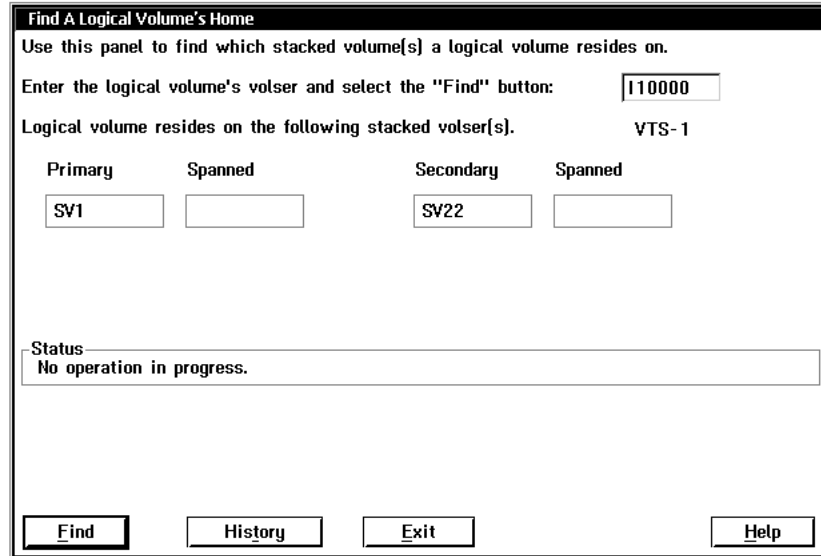 Find A Logical Volume's Home
Use this panel to find which stacked volume(s) a logical volume resides on.
Enter the logical volume's volser and select the "Find" button: I10000
Logical volume resides on the following stacked volser(s). VTS-1
Primary Spanned Secondary Spanned
SV1 SV22
Status
No operation in progress.
Find History Exit Help